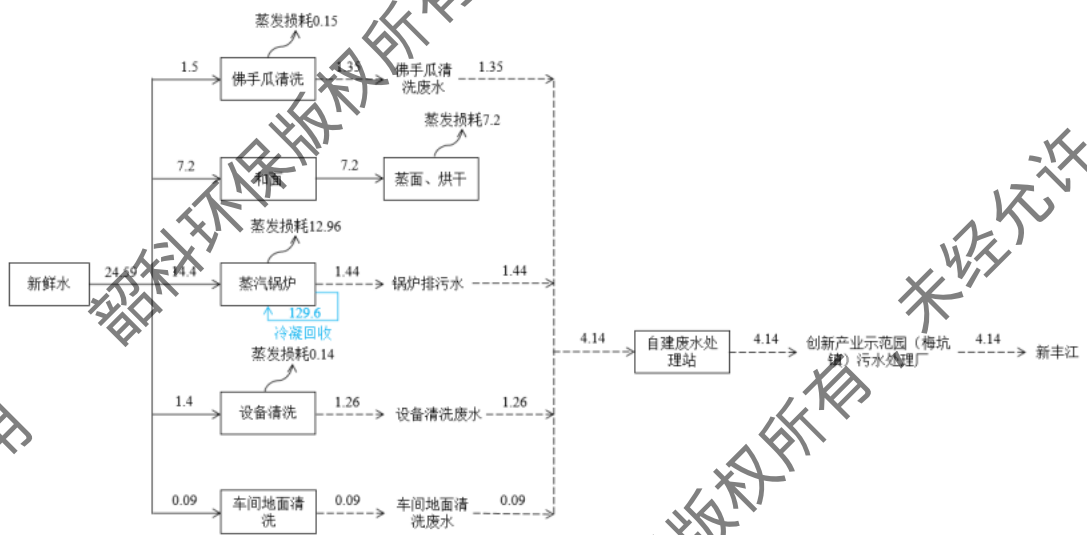 蒸发损耗0.15
1.5
佛手瓜清洗
1.35
佛手瓜清
洗废水
1.35
蒸发损耗7.2
7.2
和面
7.2
蒸面、烘干
蒸发损耗12.96
新鲜水
24.59
14.4
蒸汽锅炉
1.44
锅炉排污水
1.44
129.6
冷凝回收
蒸发损耗0.14
4.14
自建废水处
理站
4.14
创新产业示范园(梅坑
镇)污水处理厂
4.14
新丰江
1.4
设备清洗
1.26
设备清洗废水
1.26
0.09
车间地面清
洗
0.09
车间地面清
洗废水
0.09
韶科环保版权所有
未经允许
版权所有
用